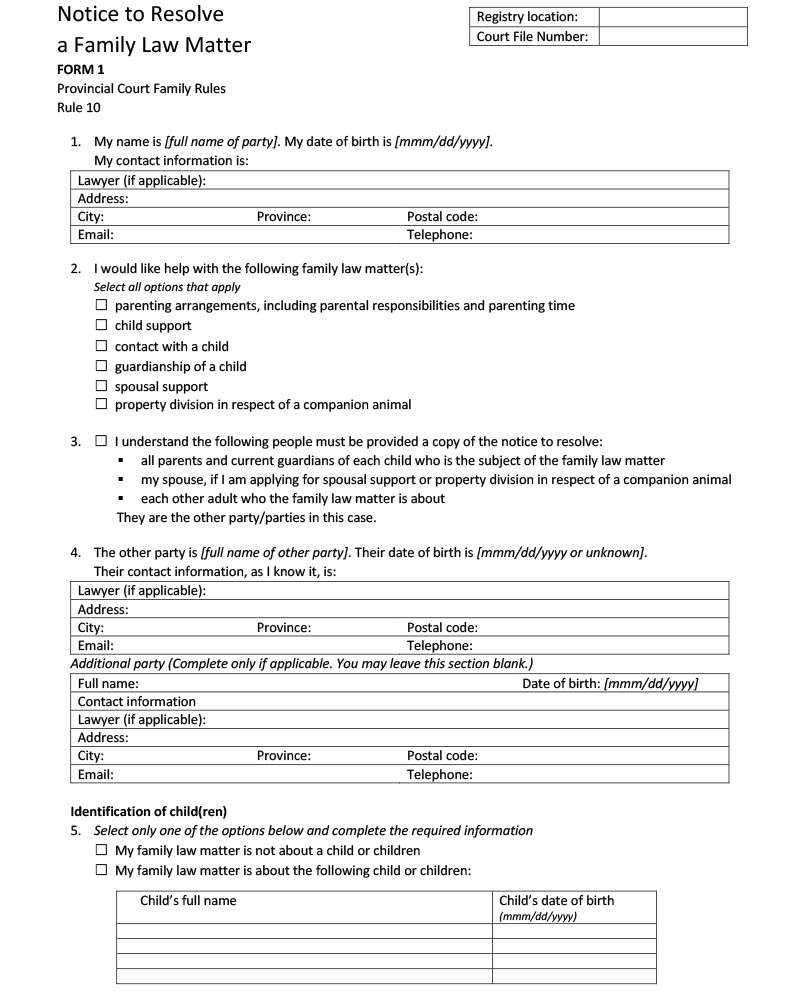 Notice to Resolve
a Family Law Matter
Registry location:
Court File Number:
FORM 1
Provincial Court Family Rules
Rule 10
1. My name is [full name of party]. My date of birth is [mmm/dd/yyyy].
My contact information is:
Lawyer (if applicable):
Address:
City: Province: Postal code:
Email: Telephone:
2. I would like help with the following family law matter(s):
Select all options that apply
☐ parenting arrangements, including parental responsibilities and parenting time
☐ child support
☐ contact with a child
☐ guardianship of a child
☐ spousal support
☐ property division in respect of a companion animal
3. ☐ I understand the following people must be provided a copy of the notice to resolve:
▪ all parents and current guardians of each child who is the subject of the family law matter
▪ my spouse, if I am applying for spousal support or property division in respect of a companion animal
▪ each other adult who the family law matter is about
They are the other party/parties in this case.
4. The other party is [full name of other party]. Their date of birth is [mmm/dd/yyyy or unknown].
Their contact information, as I know it, is:
Lawyer (if applicable):
Address:
City: Province: Postal code:
Email: Telephone:
Additional party (Complete only if applicable. You may leave this section blank.)
Full name: Date of birth: [mmm/dd/yyyy]
Contact information
Lawyer (if applicable):
Address:
City: Province: Postal code:
Email: Telephone:
Identification of child(ren)
5. Select only one of the options below and complete the required information
☐ My family law matter is not about a child or children
☐ My family law matter is about the following child or children:
Child's full name Child's date of birth
(mmm/dd/yyyy)